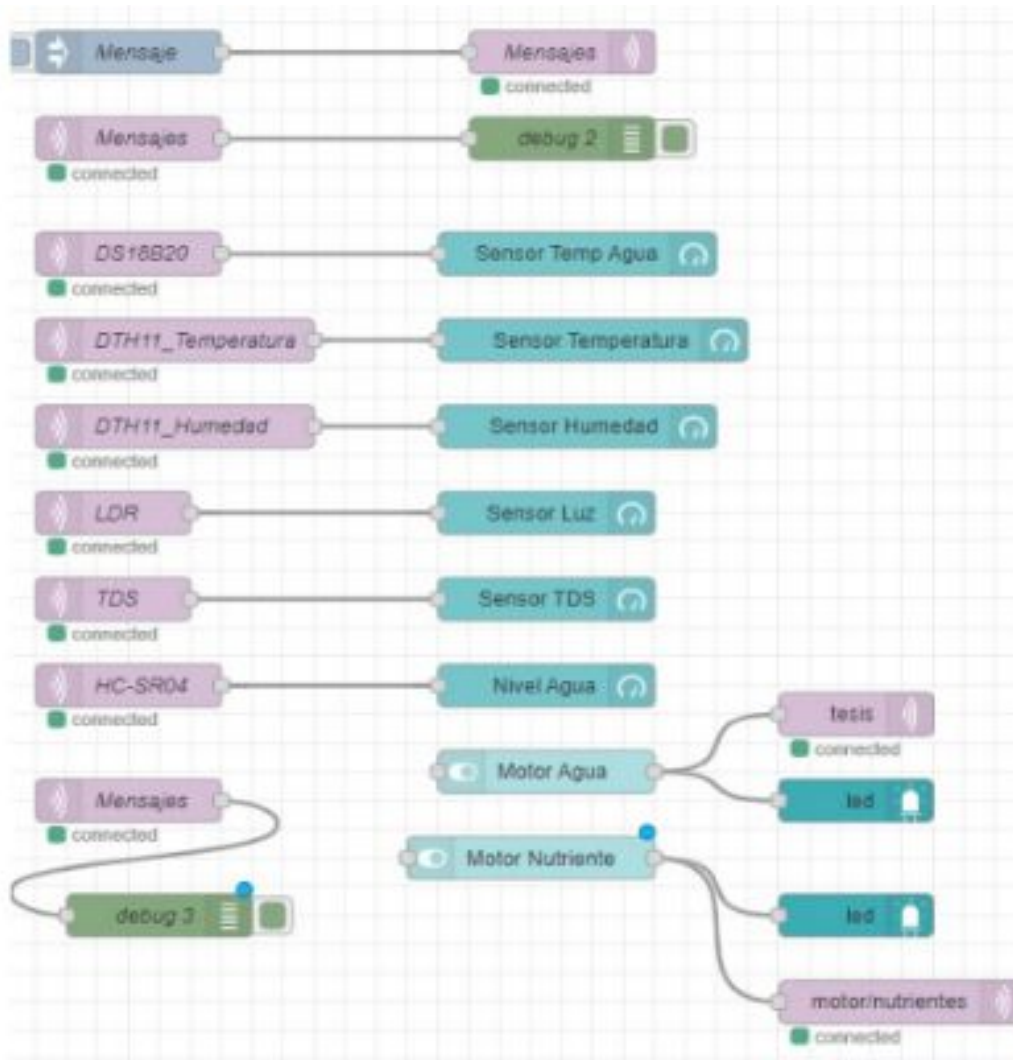 Mensaje
Mensajes
connected
Mensajes
connected
debug 2
DS18B20
connected
Sensor Temp Agua
DTH11_Temperatura
connected
Sensor Temperatura
DTH11_Humedad
connected
Sensor Humedad
LDR
connected
Sensor Luz
TDS
connected
Sensor TDS
HC-SR04
connected
Nivel Agua
tesis
connected
Motor Agua
led
Mensajes
connected
Motor Nutriente
debug 3
led
motor/nutrientes
connected